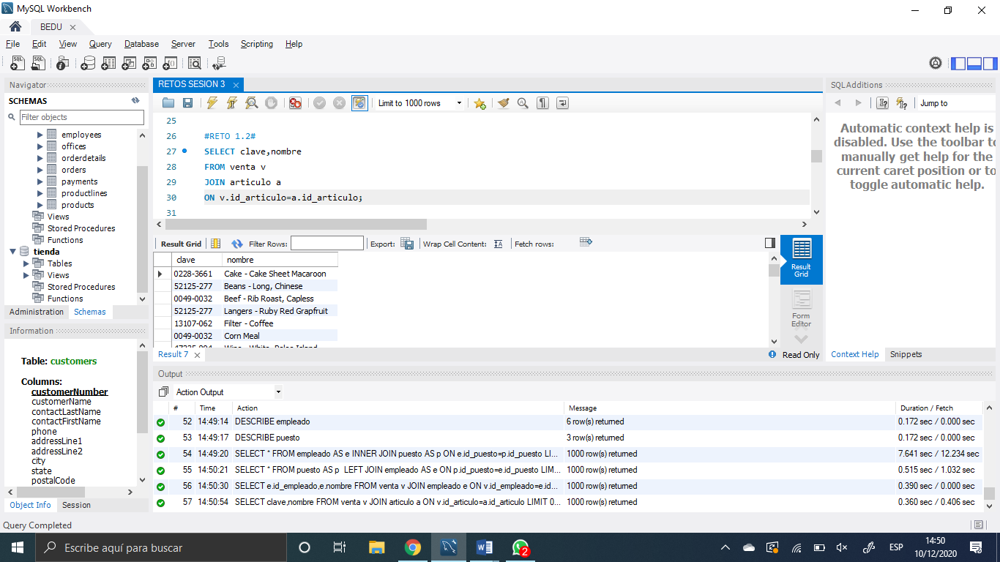 MySQL Workbench
BEDU
File Edit View Query Database Server Tools Scripting Help
Navigator
SCHEMAS
Filter objects
employees
offices
orderdetails
orders
payments
productlines
products
Views
Stored Procedures
Functions
tienda
Tables
Views
Stored Procedures
Functions
Administration Schemas
Information
Table: customers
Columns:
customerNumber
customerName
contactLastName
contactFirstName
phone
addressLine1
addressLine2
city
state
postalCode
Object Info Session
RETOS SESION 3
Limit to 1000 rows
25
26 #RETO 1.2#
27 SELECT clave,nombre
28 FROM venta v
29 JOIN articulo a
30 ON v.id_articulo=a.id_articulo;
31
Result Grid Filter Rows: Export: Wrap Cell Content: Fetch rows:
clave nombre
0228-3661 Cake - Cake Sheet Macaroon
52125-277 Beans - Long, Chinese
0049-0032 Beef - Rib Roast, Capless
52125-277 Langers - Ruby Red Grapfruit
13107-062 Filter - Coffee
0049-0032 Corn Meal
Result Grid
Form Editor
Result 7
Read Only
SQLAdditions
Jump to
Automatic context help is
disabled. Use the toolbar to
manually get help for the
current caret position or to
toggle automatic help.
Context Help Snippets
Output
Action Output
# Time Action Message Duration / Fetch
52 14:49:14 DESCRIBE empleado 6 row(s) returned 0.172 sec / 0.000 sec
53 14:49:17 DESCRIBE puesto 3 row(s) returned 0.172 sec / 0.000 sec
54 14:49:20 SELECT * FROM empleado AS e INNER JOIN puesto AS p ON e.id_puesto=p.id_puesto LI... 1000 row(s) returned 7.641 sec / 12.234 sec
55 14:50:21 SELECT * FROM puesto AS p LEFT JOIN empleado AS e ON p.id_puesto=e.id_puesto LIM... 1000 row(s) returned 0.515 sec / 1.032 sec
56 14:50:30 SELECT e.id_empleado,e.nombre FROM venta v JOIN empleado e ON v.id_empleado=e.id... 1000 row(s) returned 0.390 sec / 0.000 sec
57 14:50:54 SELECT clave,nombre FROM venta v JOIN articulo a ON v.id_articulo=a.id_articulo LIMIT 0... 1000 row(s) returned 0.360 sec / 0.406 sec
Query Completed
Escribe aquí para buscar
2
ESP
14:50
10/12/2020